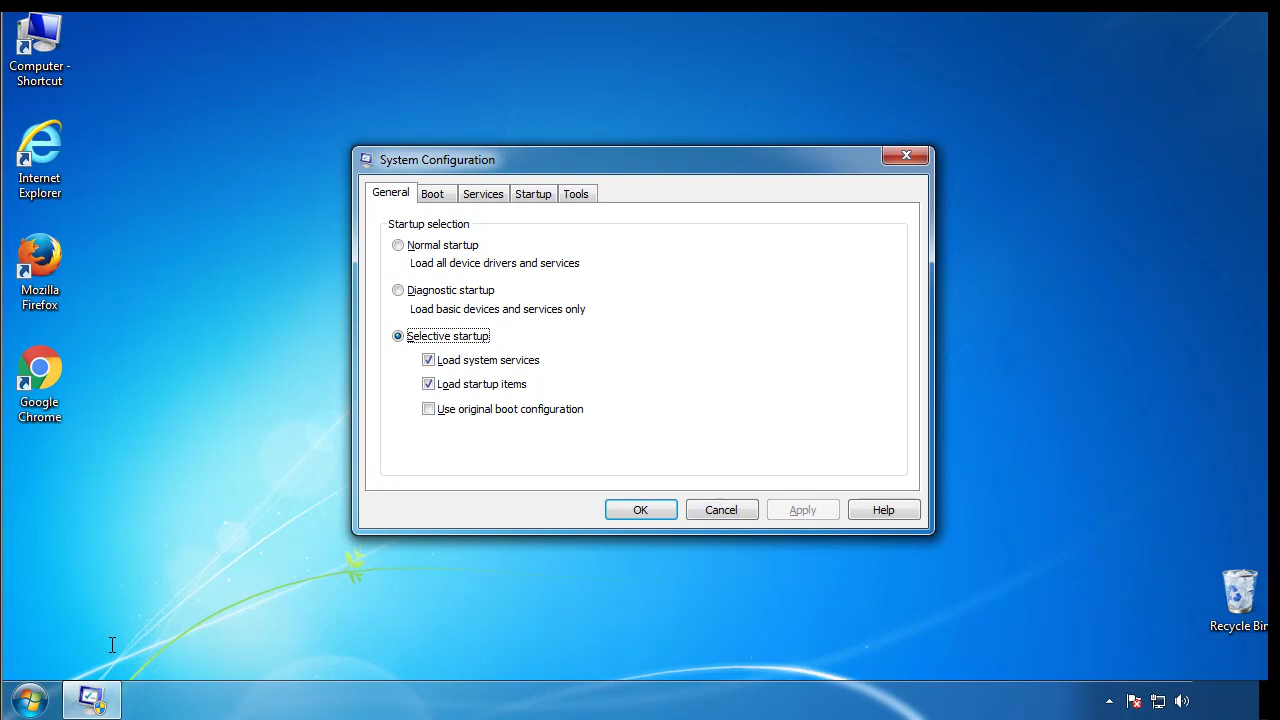 Computer -
Shortcut
Internet
Explorer
Mozilla
Firefox
Google
Chrome
System Configuration
General
Boot
Services
Startup
Tools
Startup selection
Normal startup
Load all device drivers and services
Diagnostic startup
Load basic devices and services only
Selective startup
Load system services
Load startup items
Use original boot configuration
OK
Cancel
Apply
Help
Recycle Bin